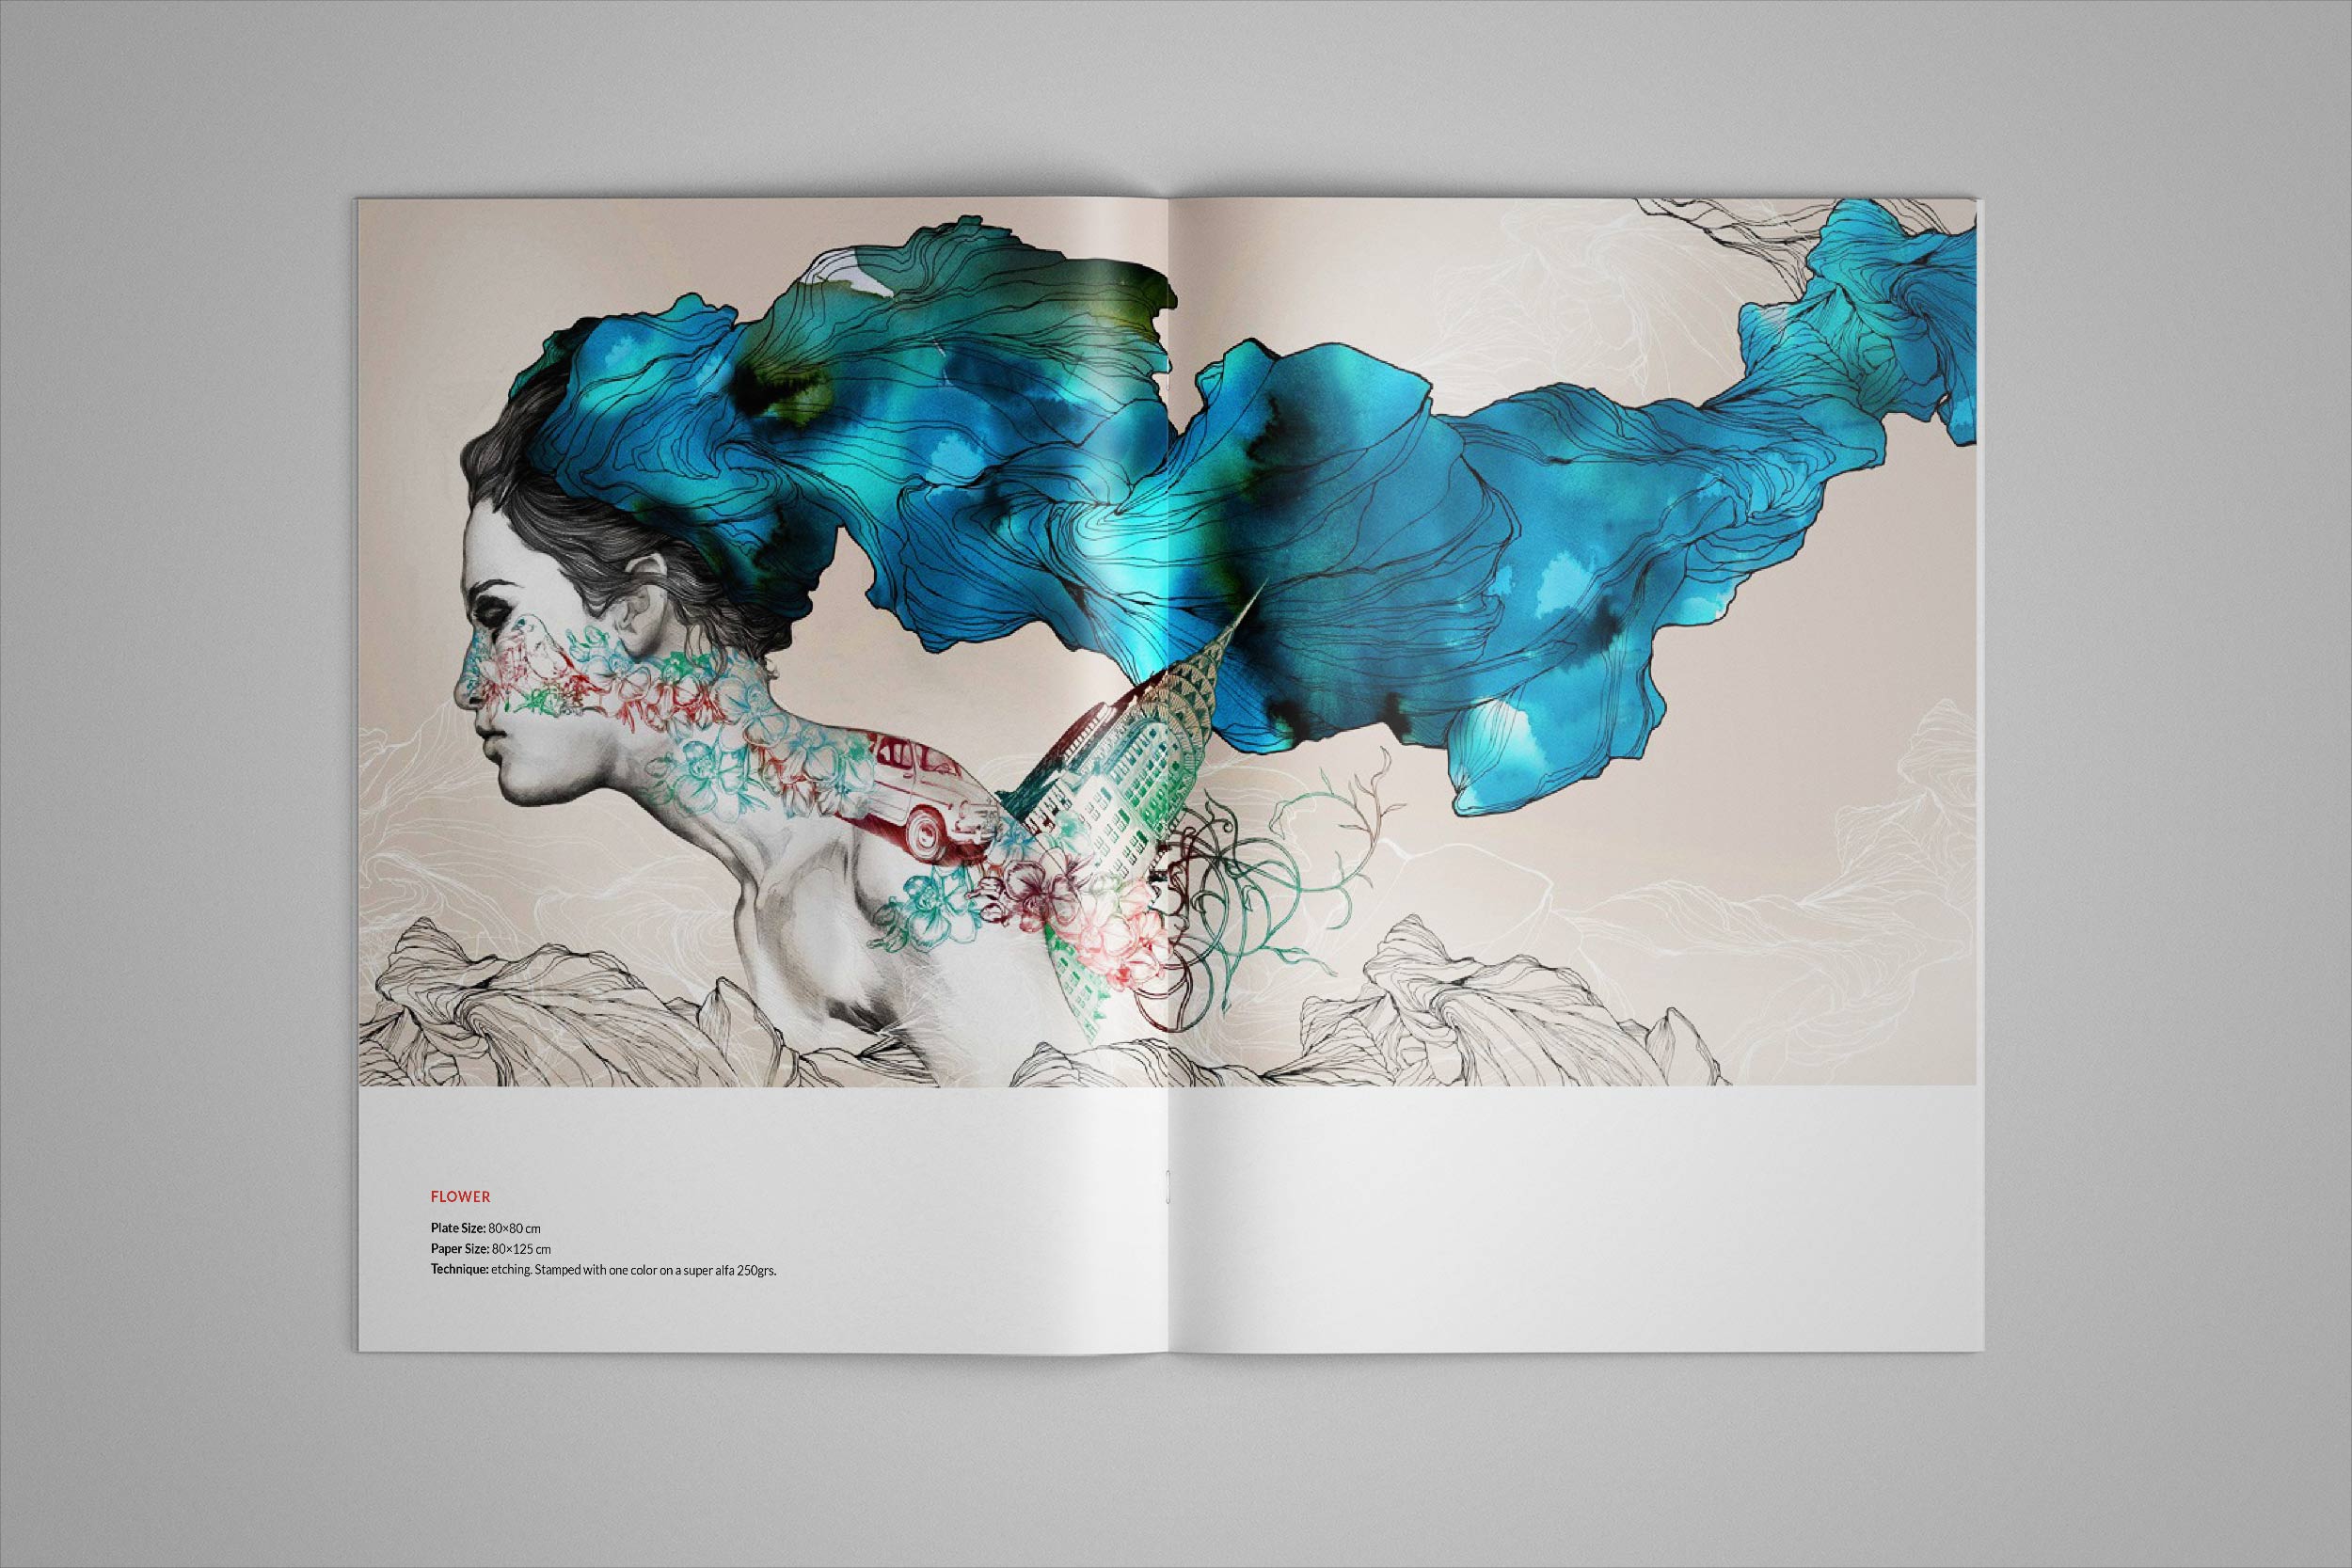 FLOWER
Plate Size: 80×80 cm
Paper Size: 80×125 cm
Technique: etching. Stamped with one color on a super alfa 250grs.